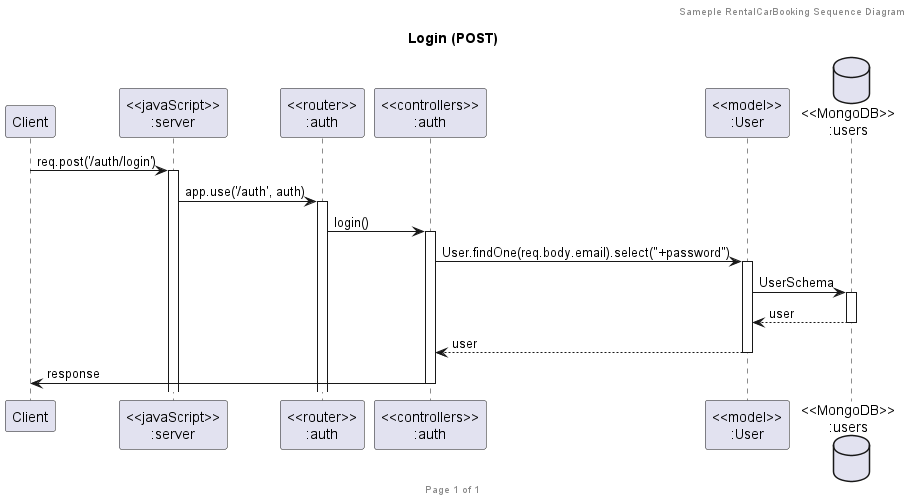 Sameple RentalCarBooking Sequence Diagram
Login (POST)
Client
<<javaScript>>
:server
<<router>>
:auth
<<controllers>>
:auth
<<model>>
:User
<<MongoDB>>
:users
req.post('/auth/login')
app.use('/auth', auth)
login()
User.findOne(req.body.email).select("+password")
UserSchema
user
user
response
Client
<<javaScript>>
:server
<<router>>
:auth
<<controllers>>
:auth
<<model>>
:User
<<MongoDB>>
:users
Page 1 of 1